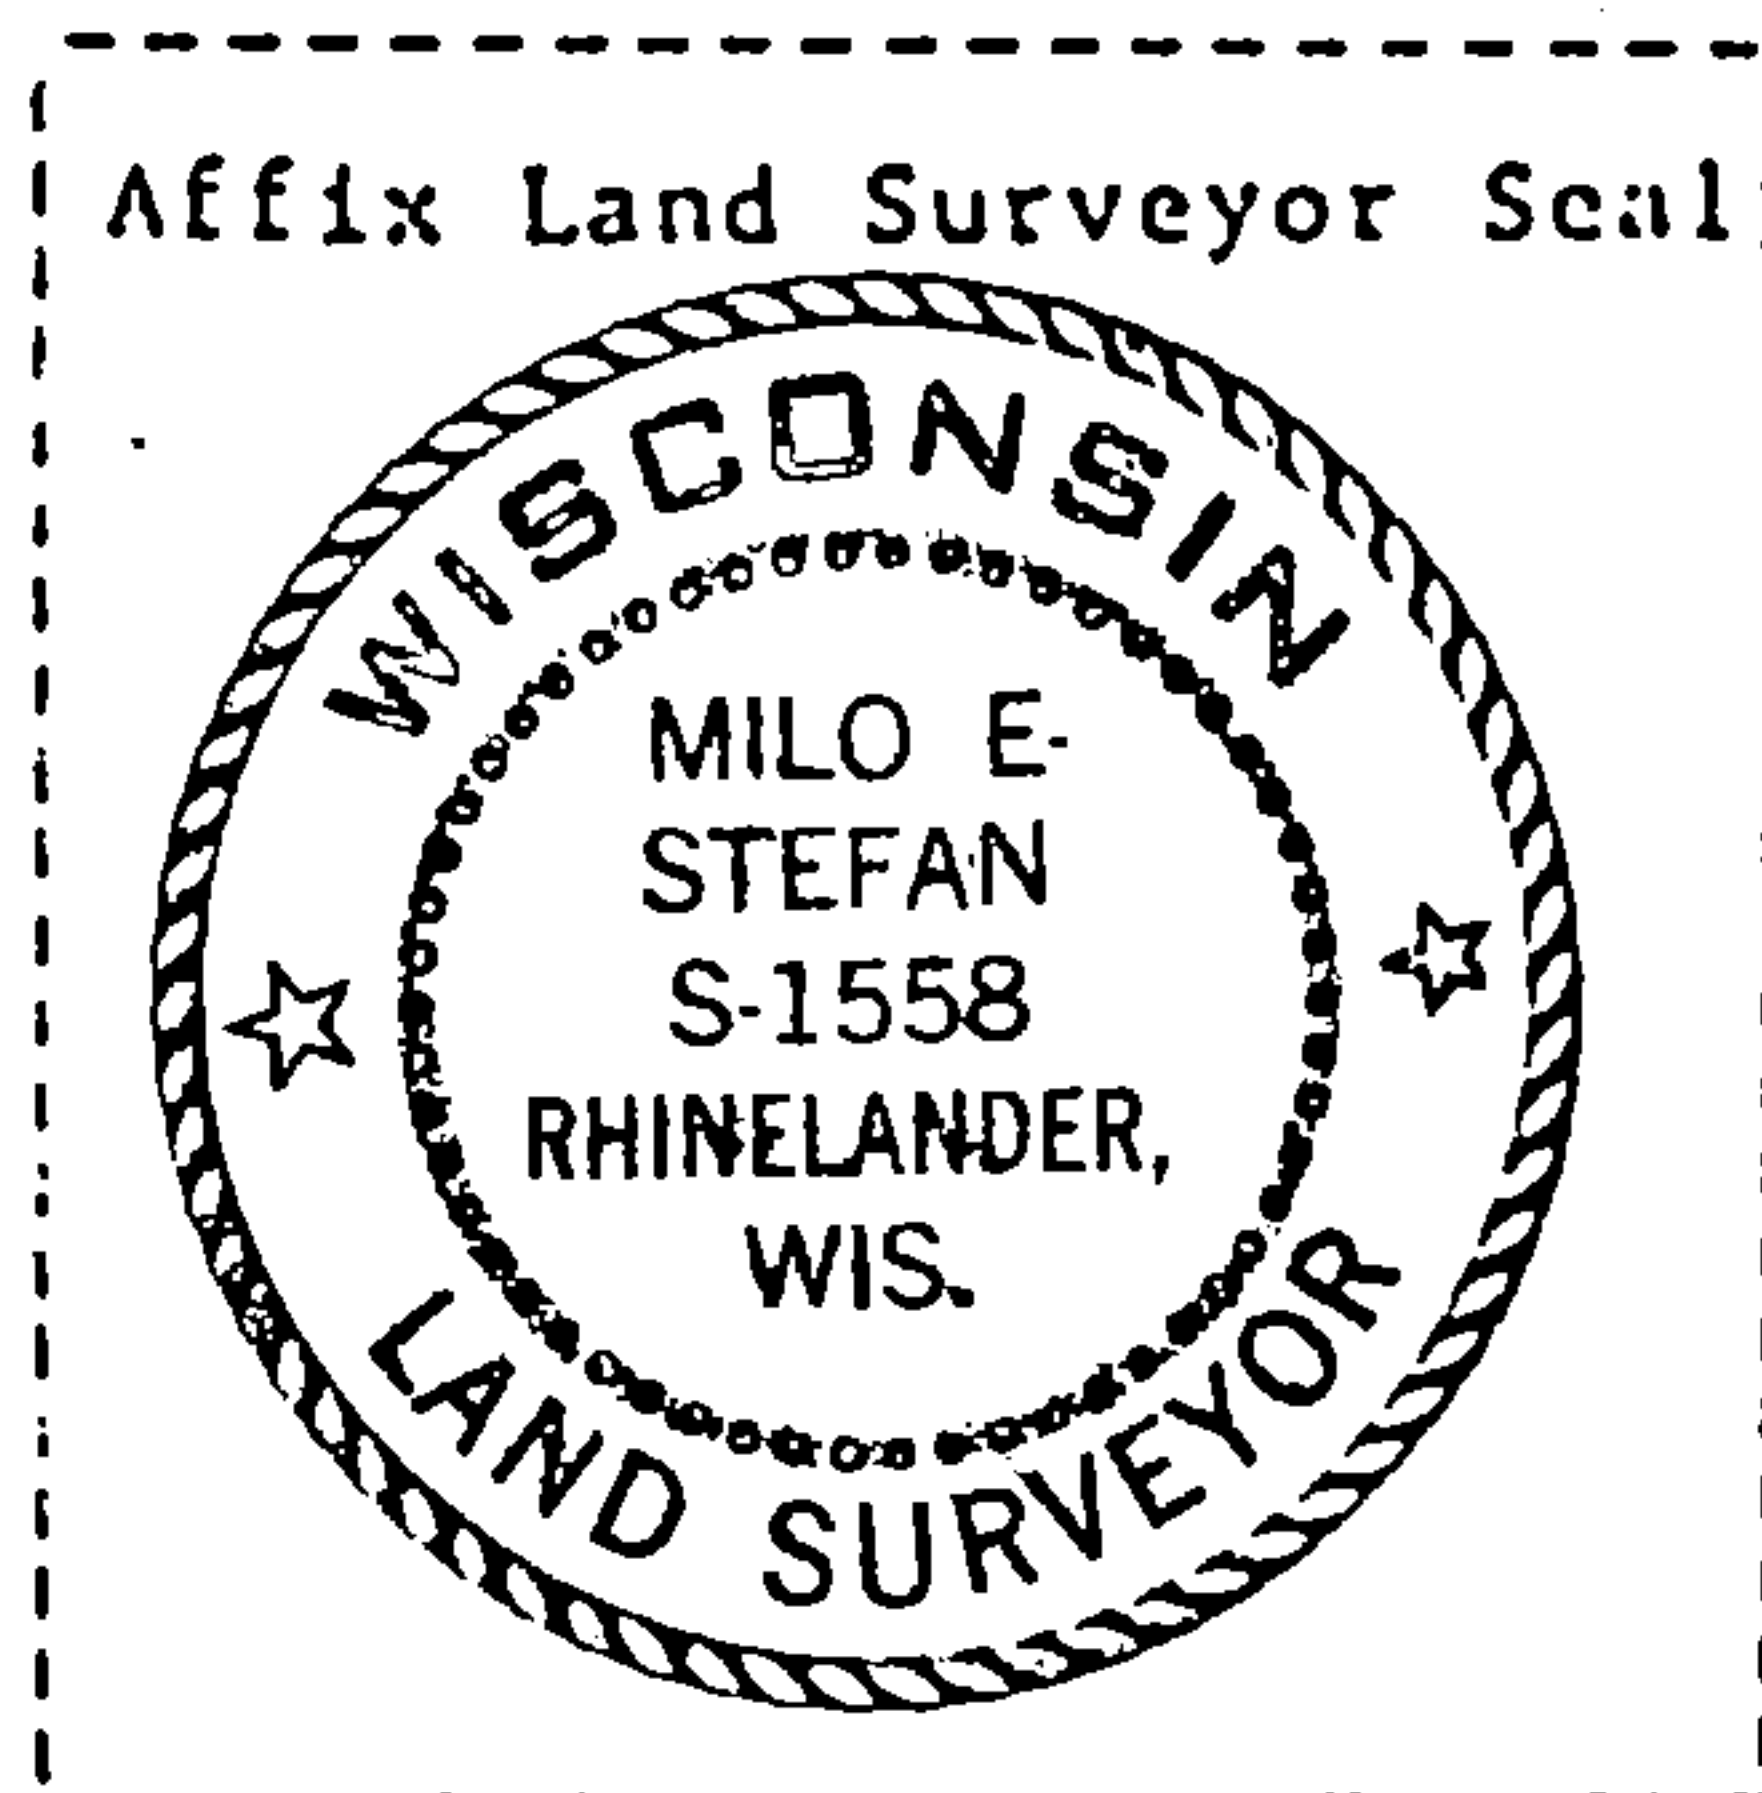 Affix Land Surveyor Seal
WISCONSIN
MILO E.
STEFAN
S-1558
RHINELANDER,
WIS.
LAND SURVEYOR